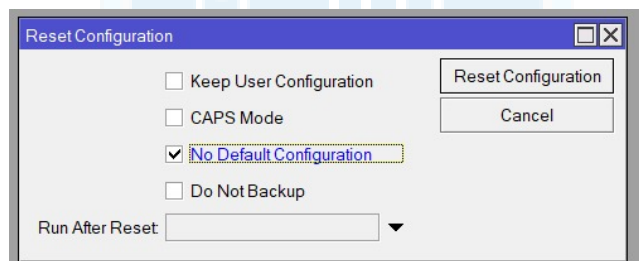 Reset Configuration
Keep User Configuration
Reset Configuration
CAPS Mode
Cancel
No Default Configuration
Do Not Backup
Run After Reset: